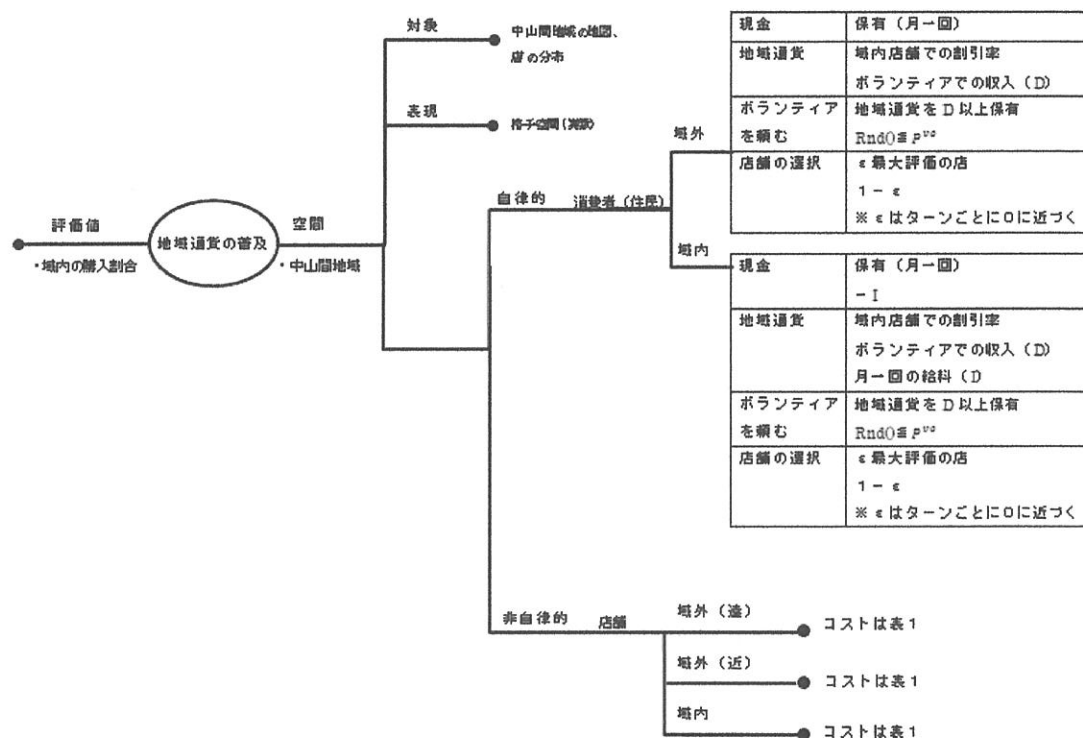 評価値
・域内の購入割合
地域通貨の普及
空間
・中山間地域
対象
中山間地域の地図、
店の分布
表現
格子空間(実数)
自律的
消費者（住民）
域外
現金 保有（月一回）
地域通貨 域内店舗での割引率
ボランティアでの収入（D）
ボランティア 地域通貨をD以上保有
を頼む Rnd()≦P^vo
店舗の選択 ε最大評価の店
1－ε
※εはターンごとに0に近づく
域内
現金 保有（月一回）
－I
地域通貨 域内店舗での割引率
ボランティアでの収入（D）
月一回の給料（I）
ボランティア 地域通貨をD以上保有
を頼む Rnd()≦P^vo
店舗の選択 ε最大評価の店
1－ε
※εはターンごとに0に近づく
非自律的
店舗
域外（遠）
コストは表1
域外（近）
コストは表1
域内
コストは表1